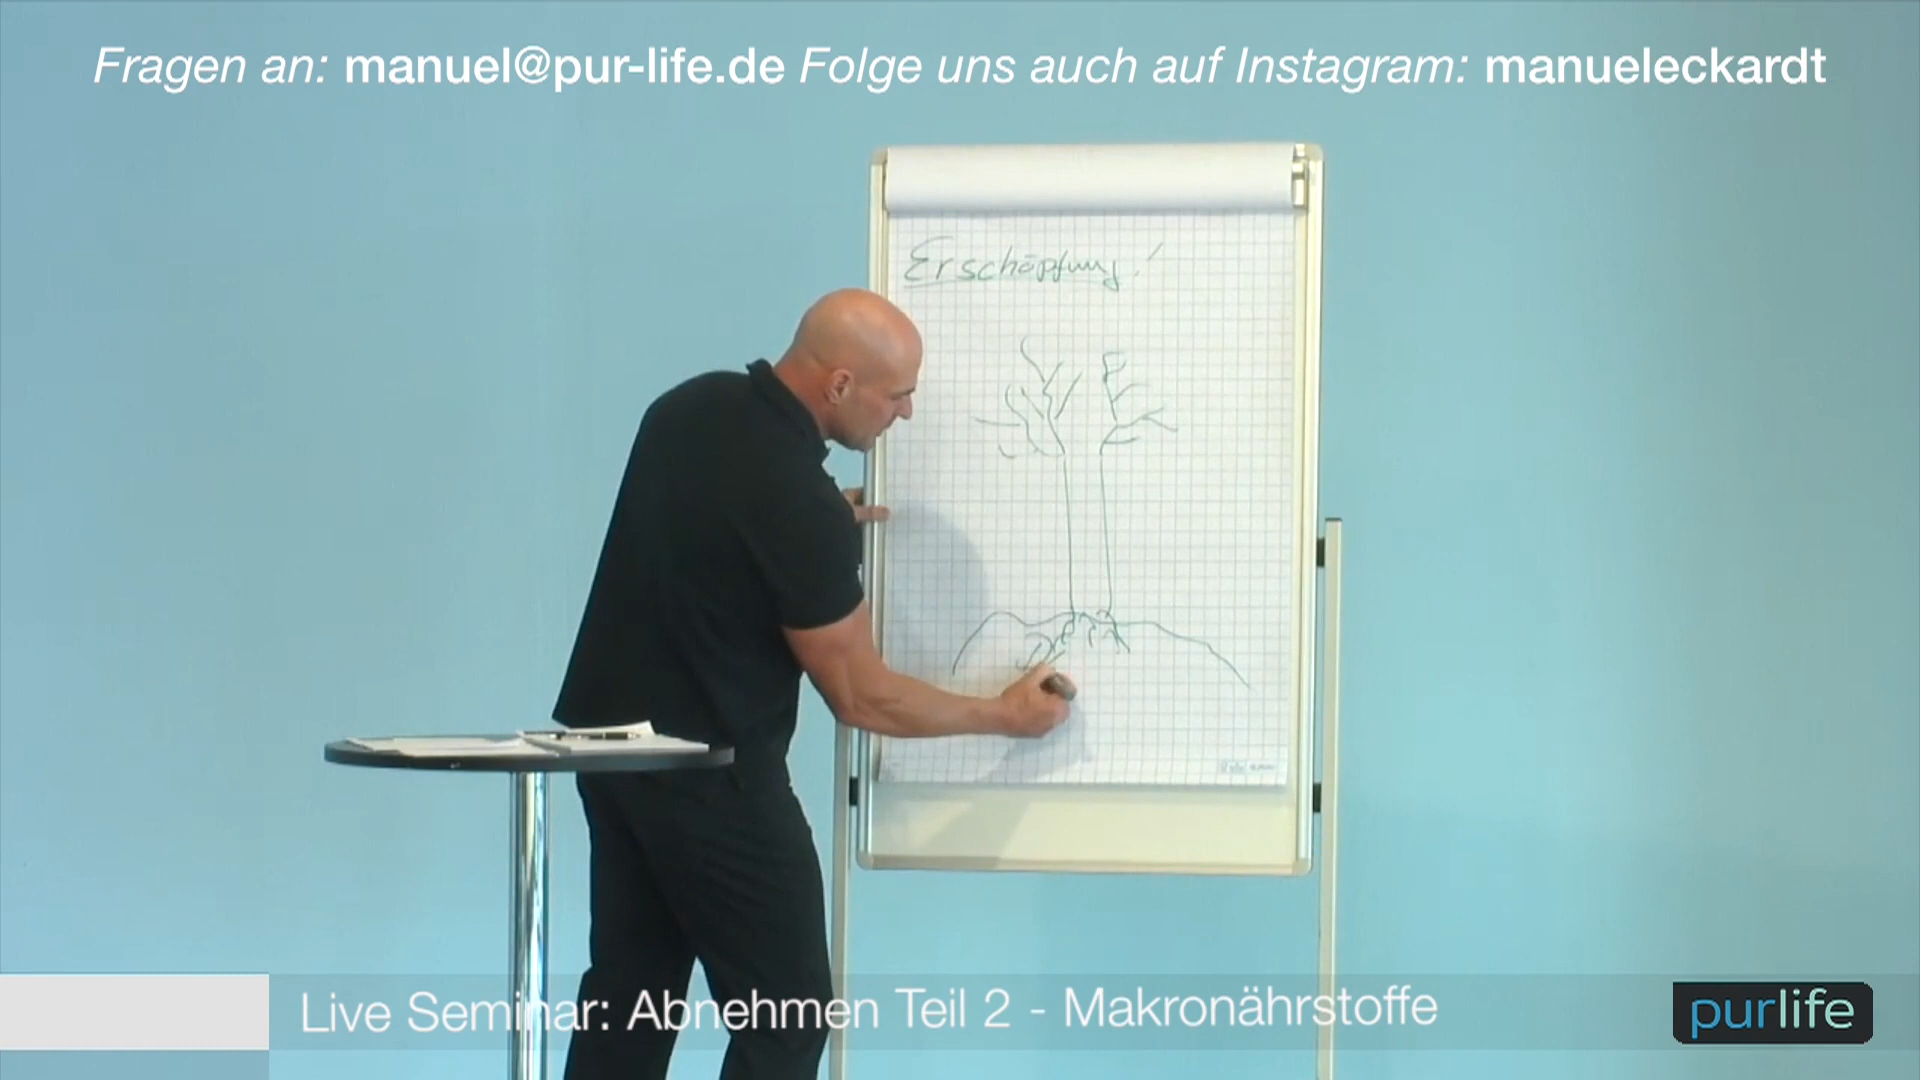 Fragen an: manuel@pur-life.de Folge uns auch auf Instagram: manueleckardt
Erschöpfung!
Live Seminar: Abnehmen Teil 2 - Makronährstoffe
purlife